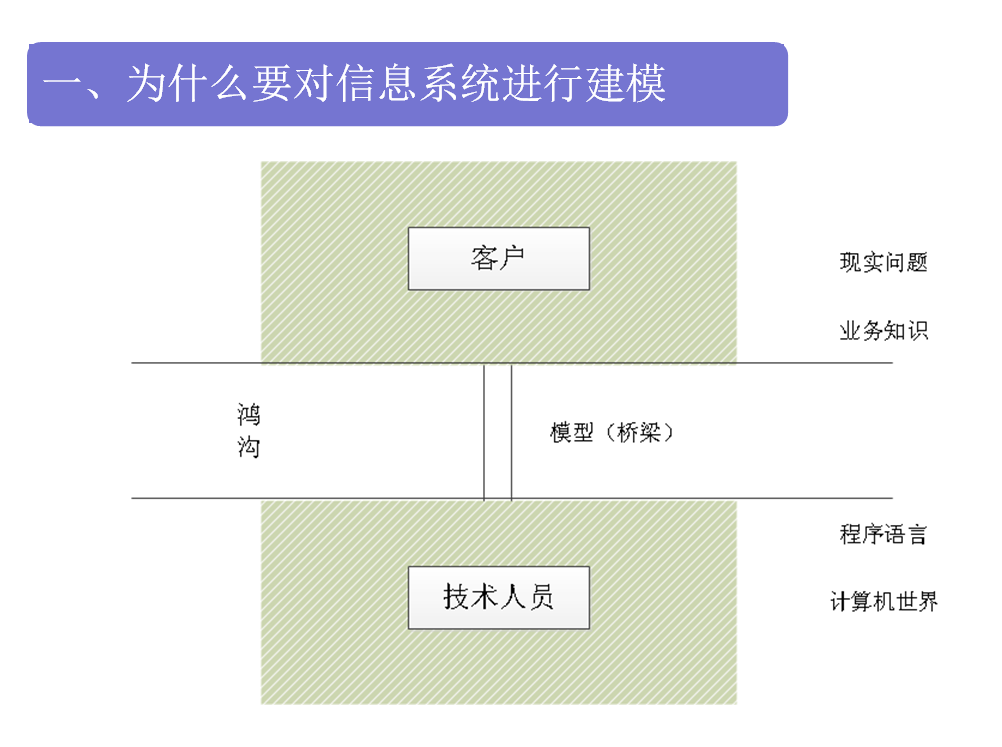 一、为什么要对信息系统进行建模
客户
现实问题
业务知识
鸿
沟
模型（桥梁）
程序语言
技术人员
计算机世界